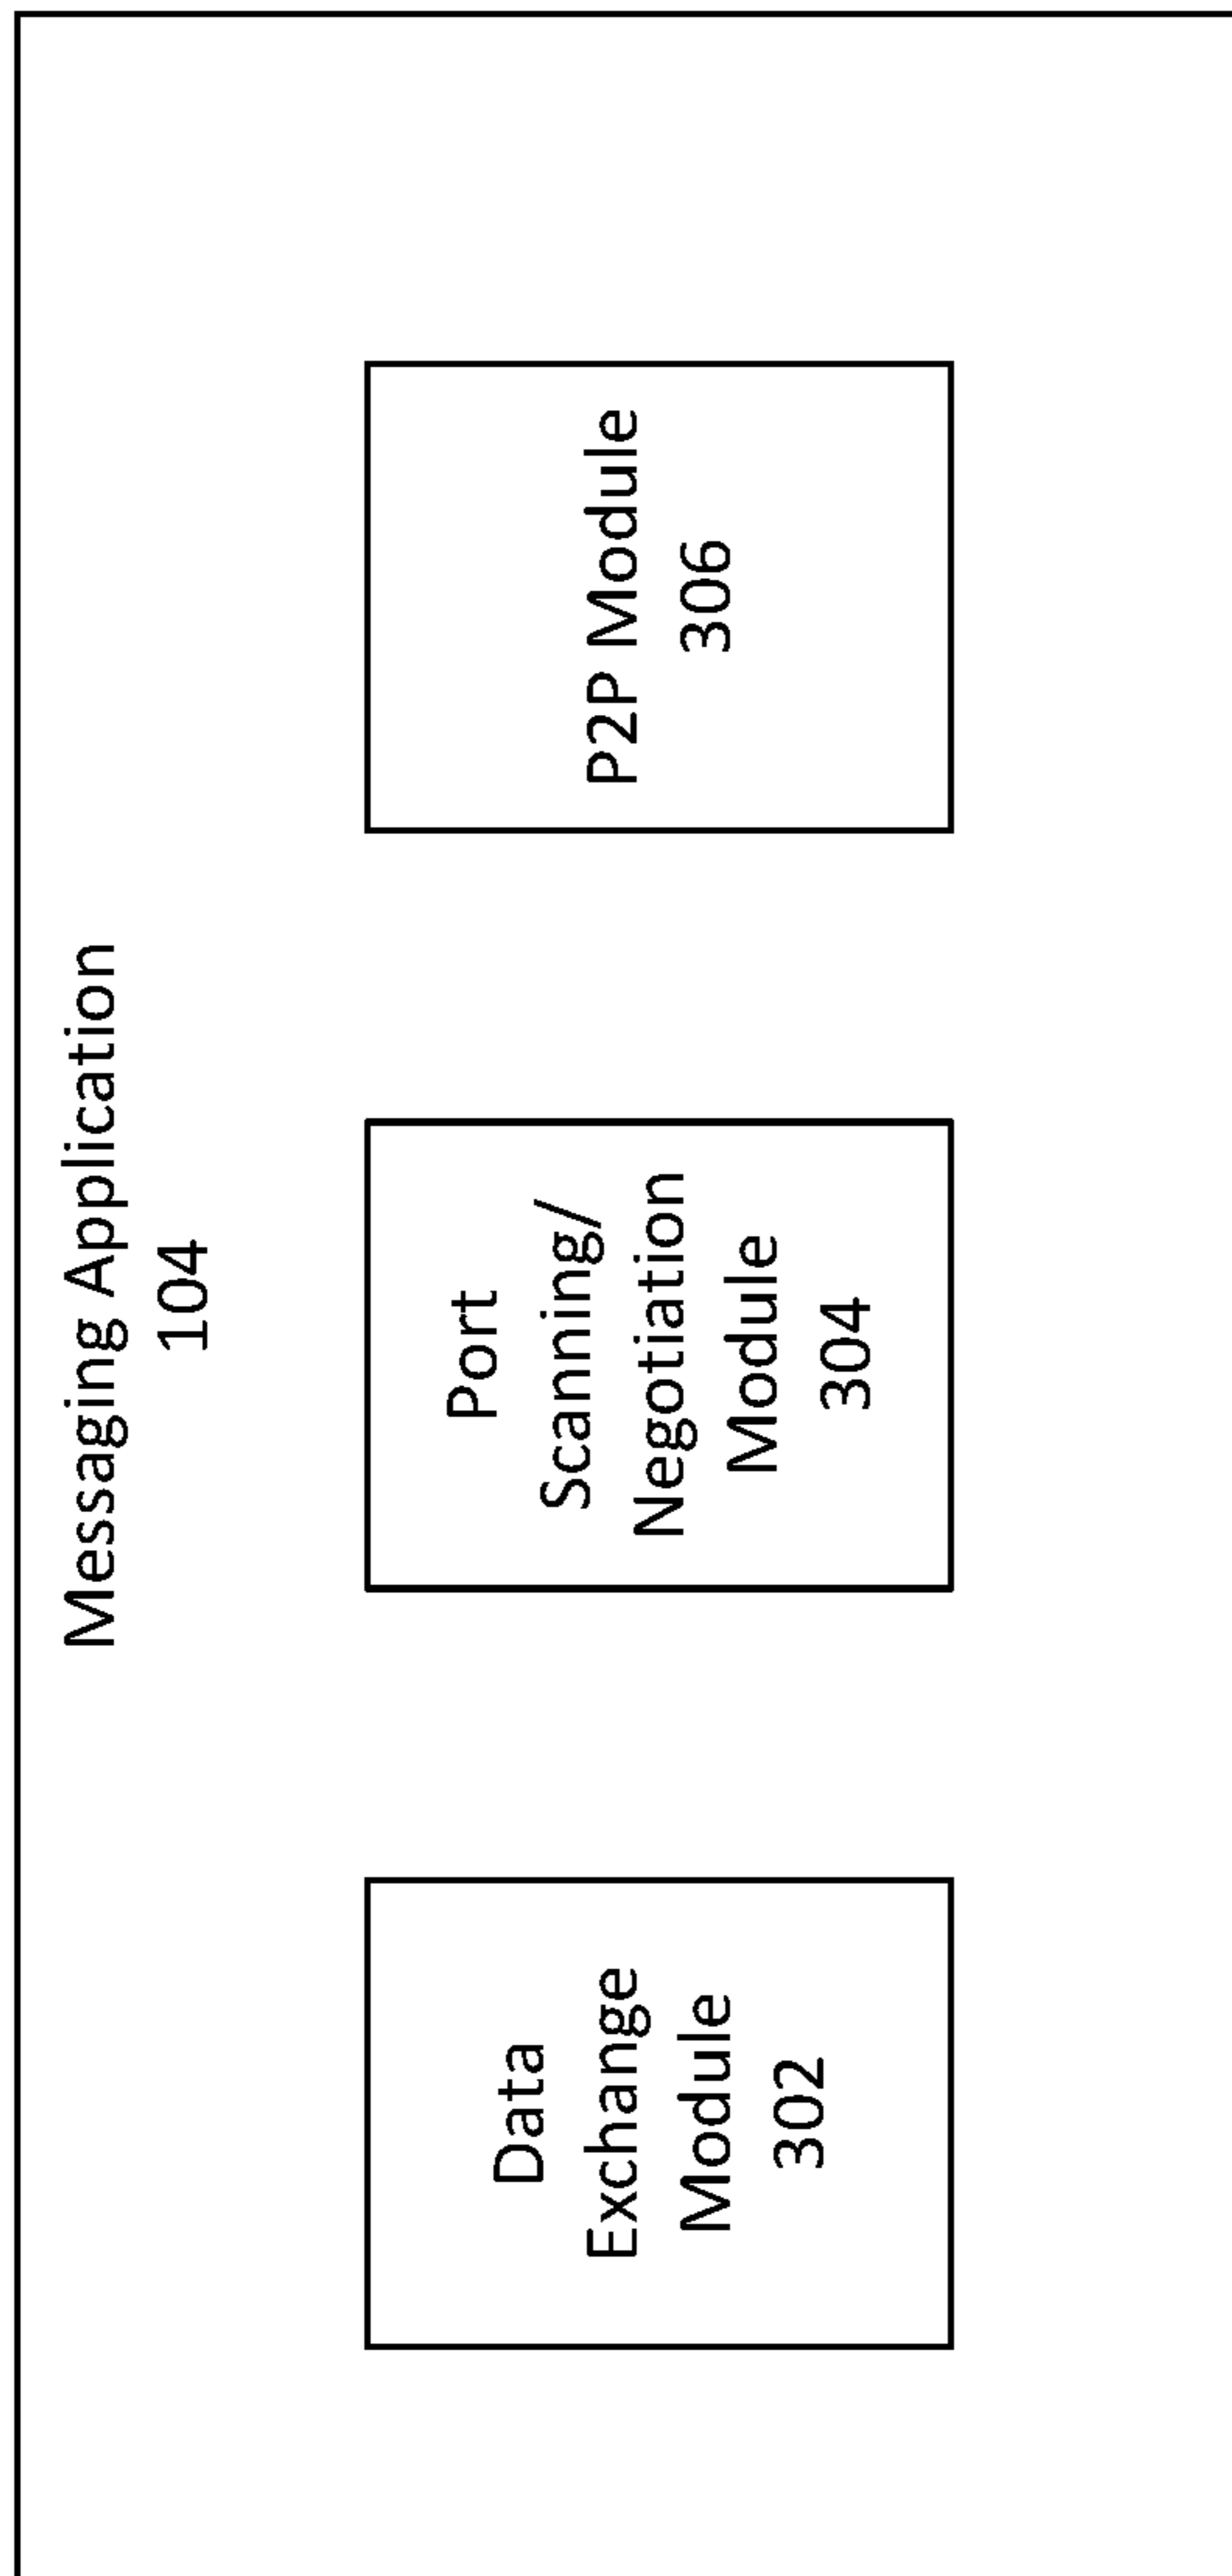 Messaging Application
104
Data
Exchange
Module
302
Port
Scanning/
Negotiation
Module
304
P2P Module
306